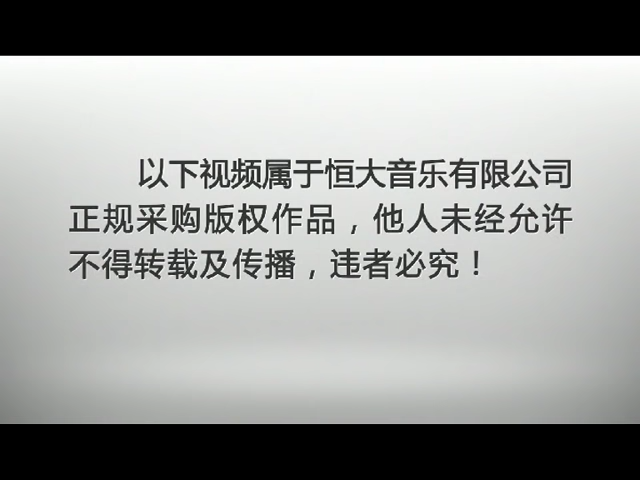 以下视频属于恒大音乐有限公司
正规采购版权作品，他人未经允许
不得转载及传播，违者必究！